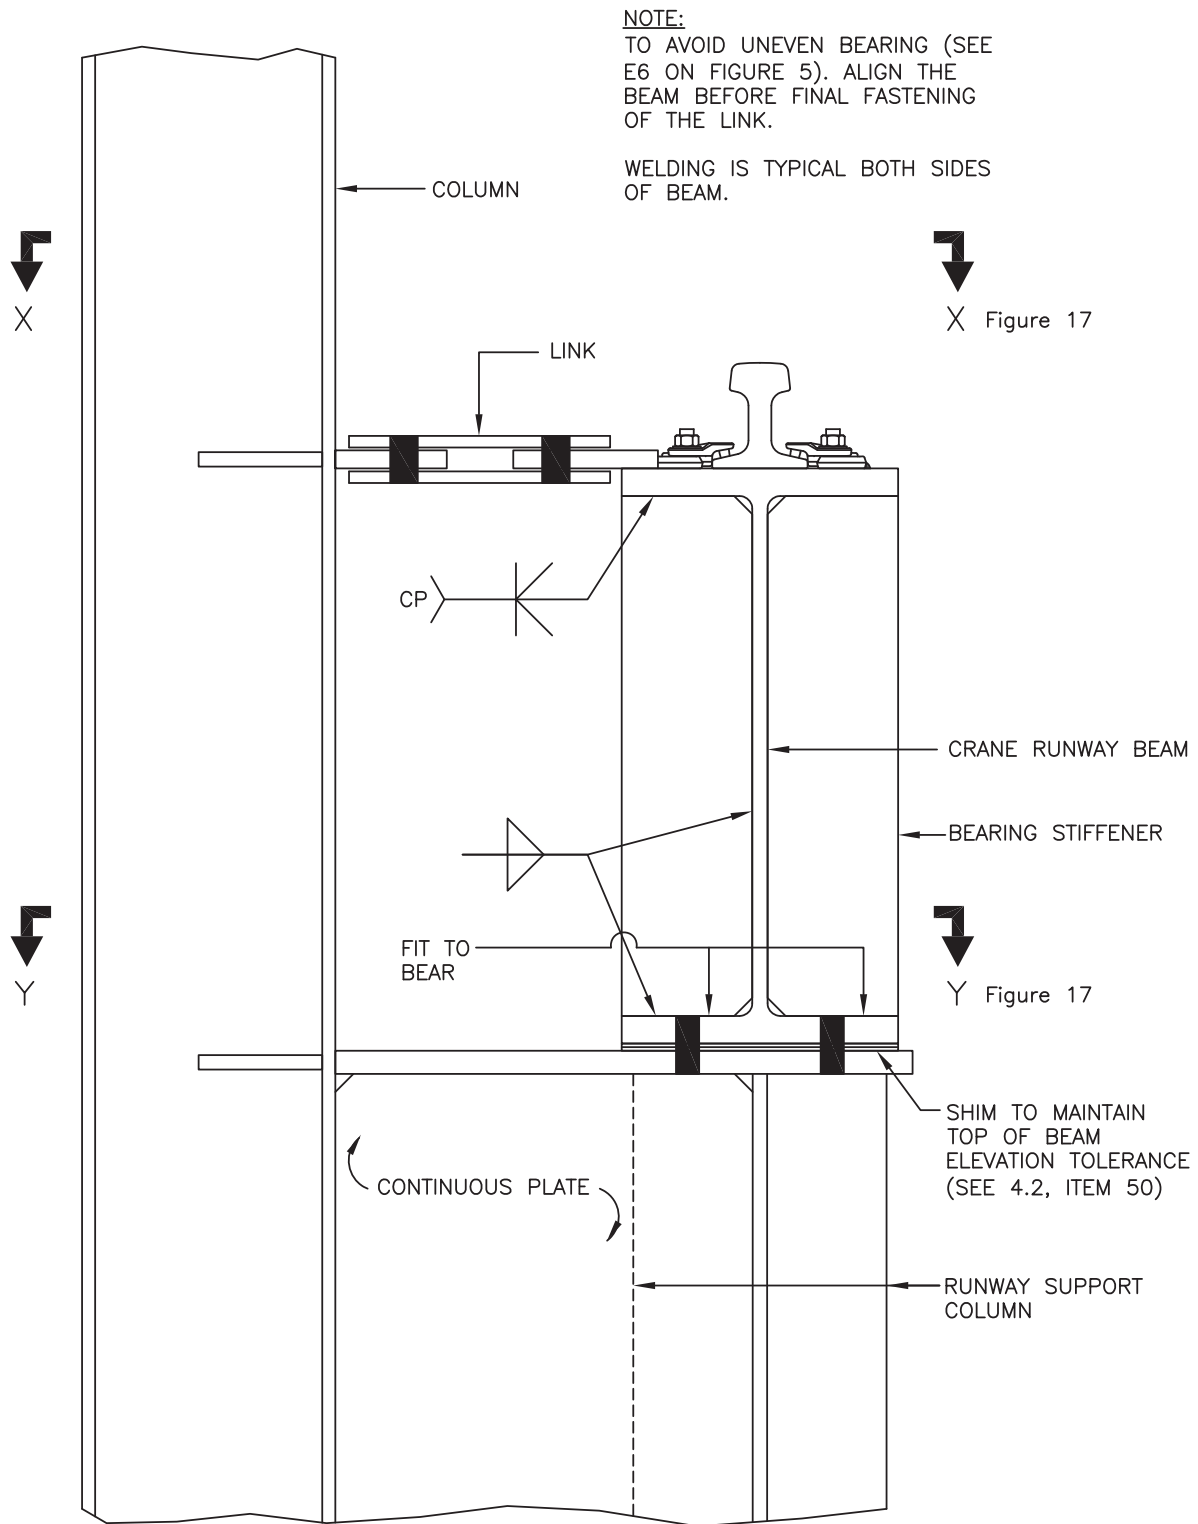 NOTE:
TO AVOID UNEVEN BEARING (SEE
E6 ON FIGURE 5). ALIGN THE
BEAM BEFORE FINAL FASTENING
OF THE LINK.
WELDING IS TYPICAL BOTH SIDES
OF BEAM.
COLUMN
X
X Figure 17
LINK
CP
CRANE RUNWAY BEAM
BEARING STIFFENER
FIT TO
BEAR
Y
Y Figure 17
SHIM TO MAINTAIN
TOP OF BEAM
ELEVATION TOLERANCE
(SEE 4.2, ITEM 50)
CONTINUOUS PLATE
RUNWAY SUPPORT
COLUMN